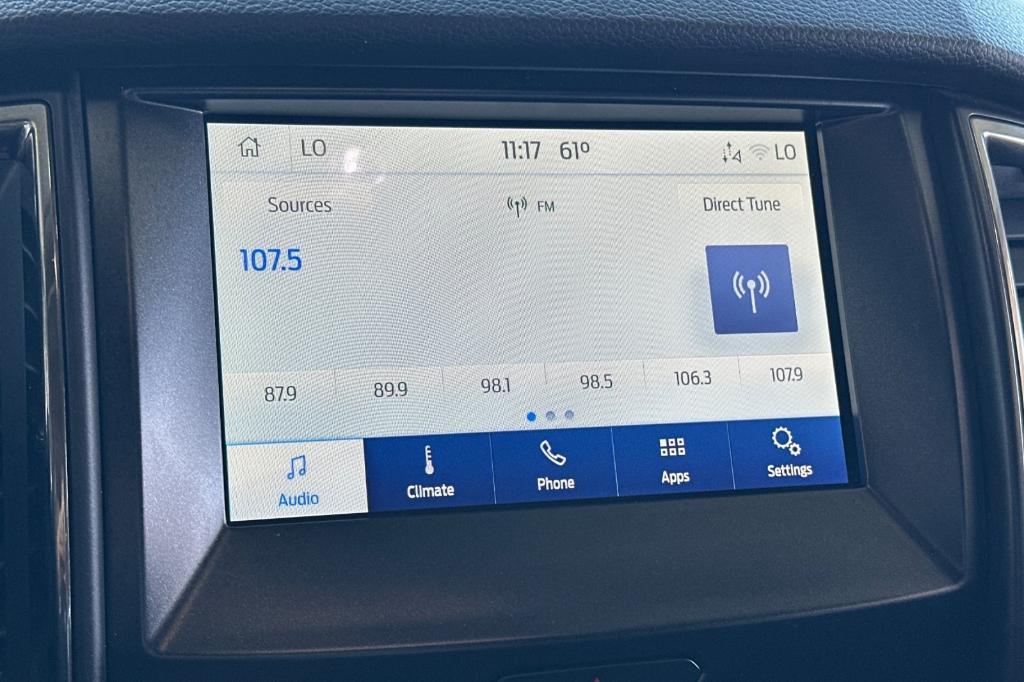 LO 11:17 61° LO
Sources FM Direct Tune
107.5
87.9 89.9 98.1 98.5 106.3 107.9
Audio Climate Phone Apps Settings